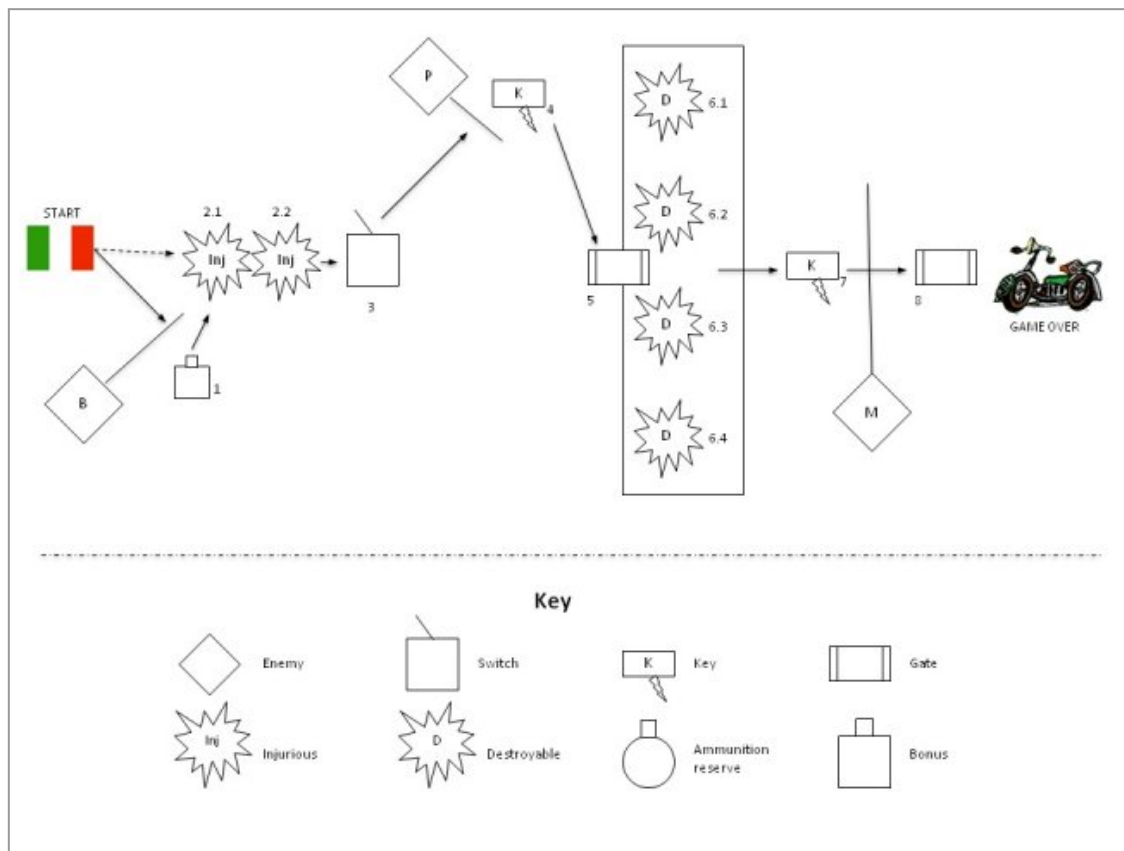 P
K
4
D
6.1
START
2.1
2.2
Inj
Inj
3
D
6.2
5
K
7
8
GAME OVER
D
6.3
B
1
M
D
6.4
Key
Enemy
Switch
K
Key
Gate
Inj
Injurious
D
Destroyable
Ammunition
reserve
Bonus